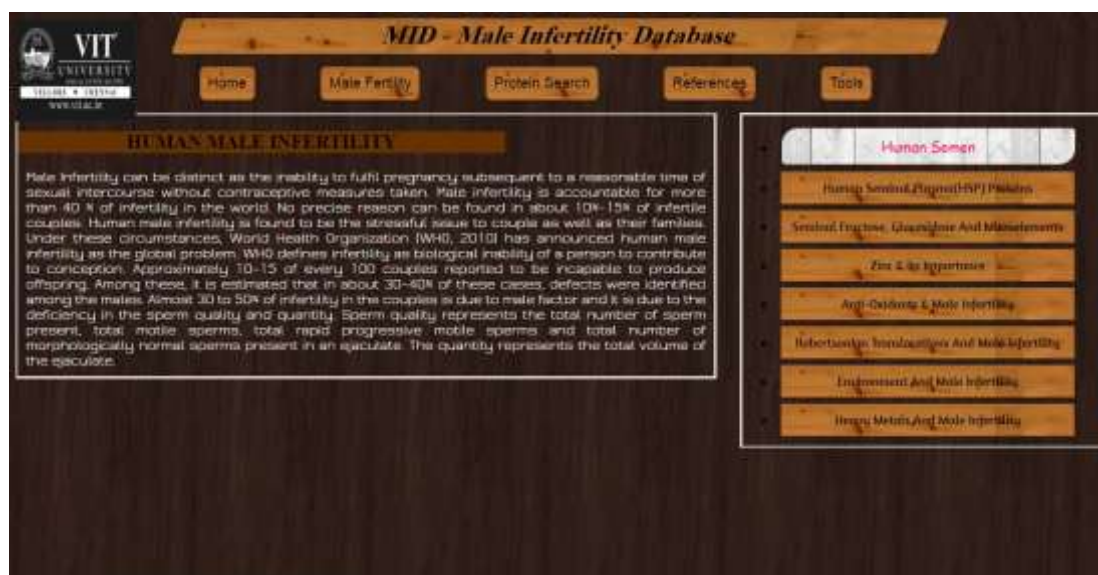 VIT
UNIVERSITY
VELLORE • CHENNAI
www.vit.ac.in
MID - Male Infertility Database
Home
Male Fertility
Protein Search
References
Tools
HUMAN MALE INFERTILITY
Male Infertility can be distinct as the inability to fulfil pregnancy subsequent to a reasonable time of
sexual intercourse without contraceptive measures taken. Male infertility is accountable for more
than 40 % of infertility in the world. No precise reason can be found in about 10%-15% of infertile
couples. Human male infertility is found to be the stressful issue to couple as well as their families.
Under these circumstances, World Health Organization (WHO, 2010) has announced human male
infertility as the global problem. WHO defines infertility as biological inability of a person to contribute
to conception. Approximately 10-15 of every 100 couples reported to be incapable to produce
offspring. Among these, it is estimated that in about 30-40% of these cases, defects were identified
among the males. Almost 30 to 50% of infertility in the couples is due to male factor and it is due to the
deficiency in the sperm quality and quantity. Sperm quality represents the total number of sperm
present, total motile sperms, total rapid progressive motile sperms and total number of
morphologically normal sperms present in an ejaculate. The quantity represents the total volume of
the ejaculate.
Human Semen
Human Seminal Plasma(HSP) Proteins
Seminal Fructose, Glucosidase And Microelements
Zinc & Its Importance
Anti-Oxidants & Male Infertility
Robertsonian Translocations And Male Infertility
Environment And Male Infertility
Heavy Metals And Male Infertility